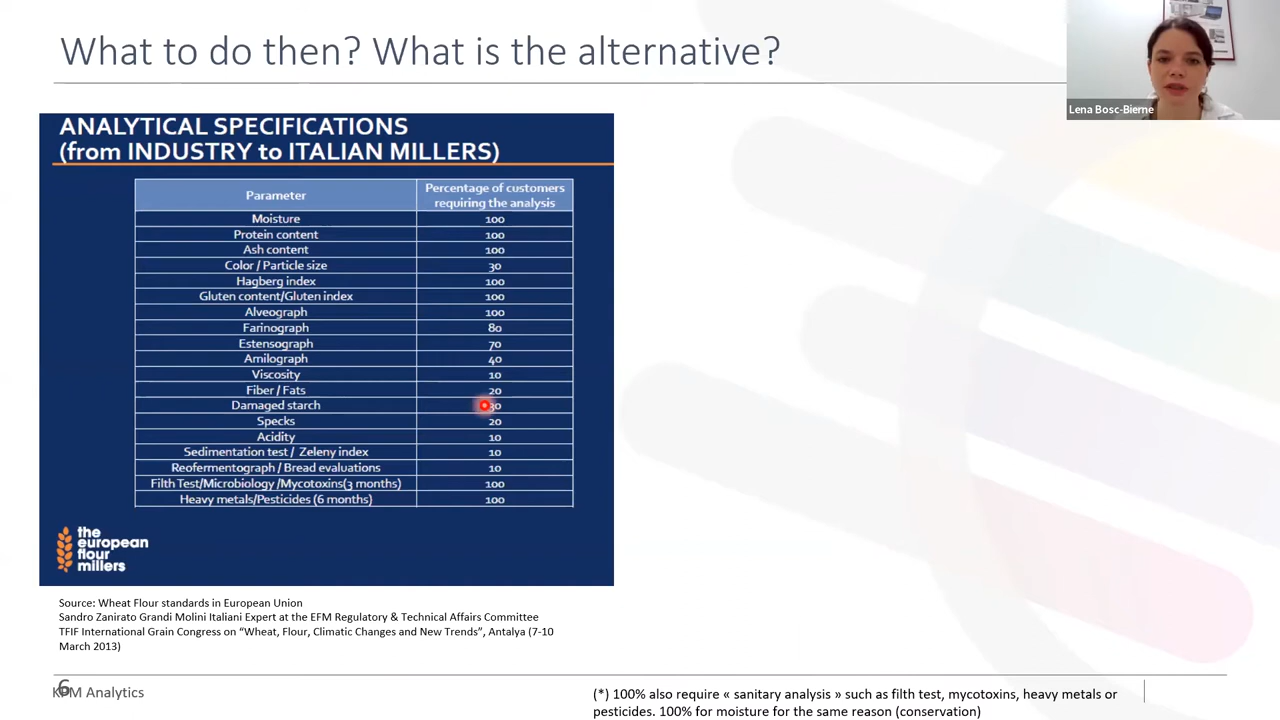 What to do then? What is the alternative?
Lena Bosc-Bierne
ANALYTICAL SPECIFICATIONS
(from INDUSTRY to ITALIAN MILLERS)
Parameter
Percentage of customers
requiring the analysis
Moisture 100
Protein content 100
Ash content 100
Color / Particle size 30
Hagberg index 100
Gluten content/Gluten index 100
Alveograph 100
Farinograph 80
Estensograph 70
Amilograph 40
Viscosity 10
Fiber / Fats 20
Damaged starch 30
Specks 20
Acidity 10
Sedimentation test / Zeleny index 10
Reofermentograph / Bread evaluations 10
Filth Test/Microbiology /Mycotoxins(3 months) 100
Heavy metals/Pesticides (6 months) 100
the
european
flour
millers
Source: Wheat Flour standards in European Union
Sandro Zanirato Grandi Molini Italiani Expert at the EFM Regulatory & Technical Affairs Committee
TFIF International Grain Congress on "Wheat, Flour, Climatic Changes and New Trends", Antalya (7-10
March 2013)
6
KPM Analytics
(*) 100% also require « sanitary analysis » such as filth test, mycotoxins, heavy metals or
pesticides. 100% for moisture for the same reason (conservation)